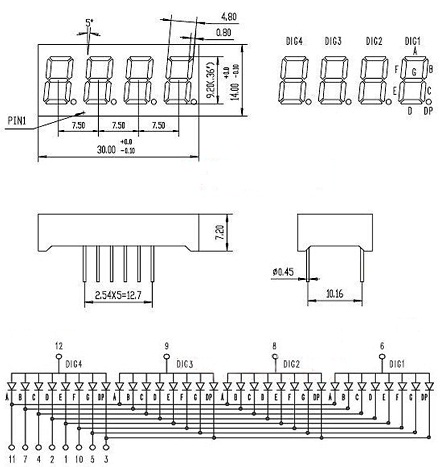 5°
4.80
0.80
9.20(.36")
+0.0
-0.10
14.00
PIN1
7.50 7.50 7.50
30.00 +0.0 -0.10
DIG4 DIG3 DIG2 DIG1
A
F B
G
E C
D DP
7.20
2.54X5=12.7
Ø0.45
10.16
12 9 8 6
DIG4 DIG3 DIG2 DIG1
A B C D E F G DP A B C D E F G DP A B C D E F G DP A B C D E F G DP
11 7 4 2 1 10 5 3